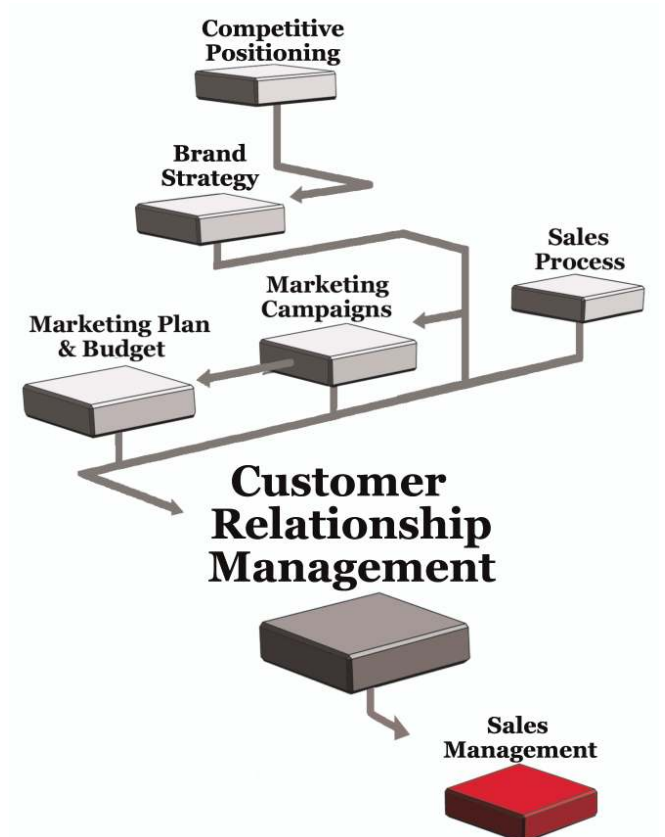 Competitive
Positioning
Brand
Strategy
Sales
Process
Marketing
Campaigns
Marketing Plan
& Budget
Customer
Relationship
Management
Sales
Management